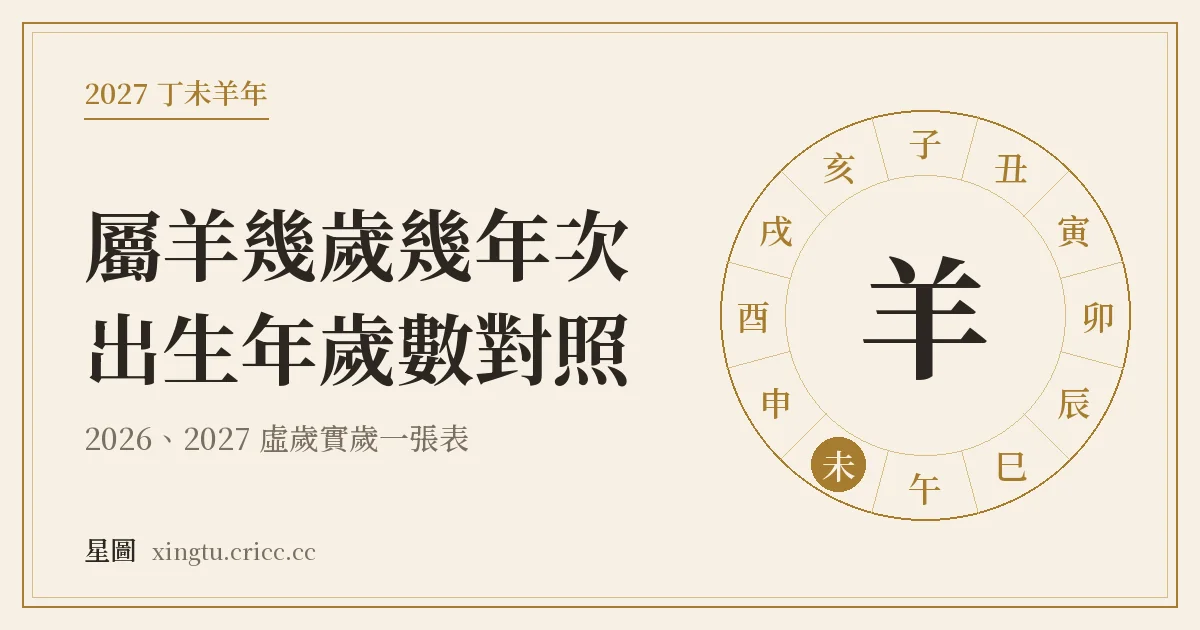 2027 丁未羊年
屬羊幾歲幾年次
出生年歲數對照
2026、2027 虛歲實歲一張表
星圖 xingtu.cricc.cc
子
丑
寅
卯
辰
巳
午
未
申
酉
戌
亥
羊